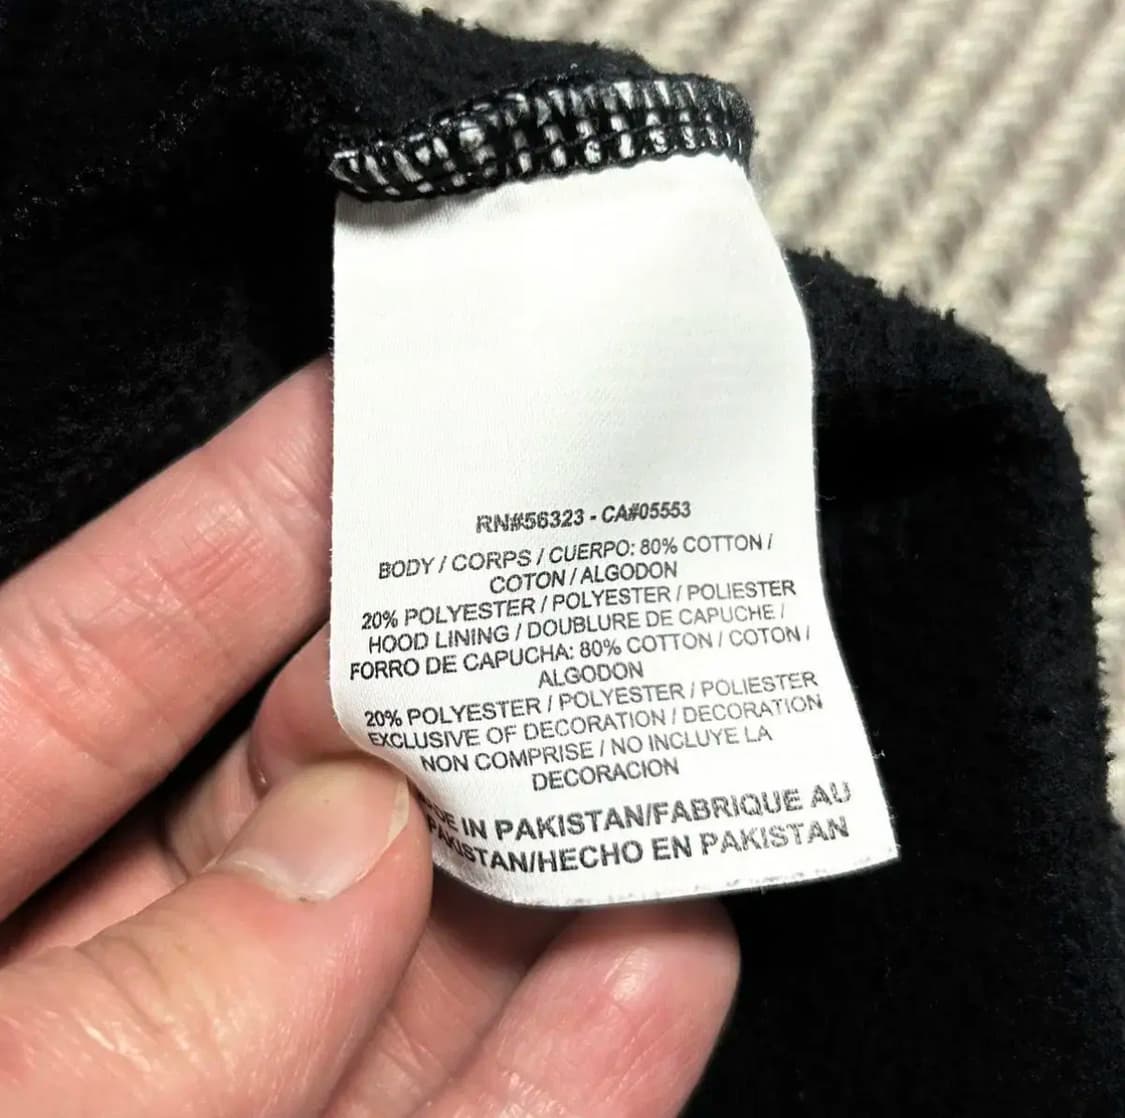 RN#56323 - CA#05553
BODY / CORPS / CUERPO: 80% COTTON /
COTON / ALGODON
20% POLYESTER / POLYESTER / POLIESTER
HOOD LINING / DOUBLURE DE CAPUCHE /
FORRO DE CAPUCHA: 80% COTTON / COTON /
ALGODON
20% POLYESTER / POLYESTER / POLIESTER
EXCLUSIVE OF DECORATION / DECORATION
NON COMPRISE / NO INCLUYE LA
DECORACION
IN PAKISTAN/FABRIQUE AU
HECHO EN PAKISTAN